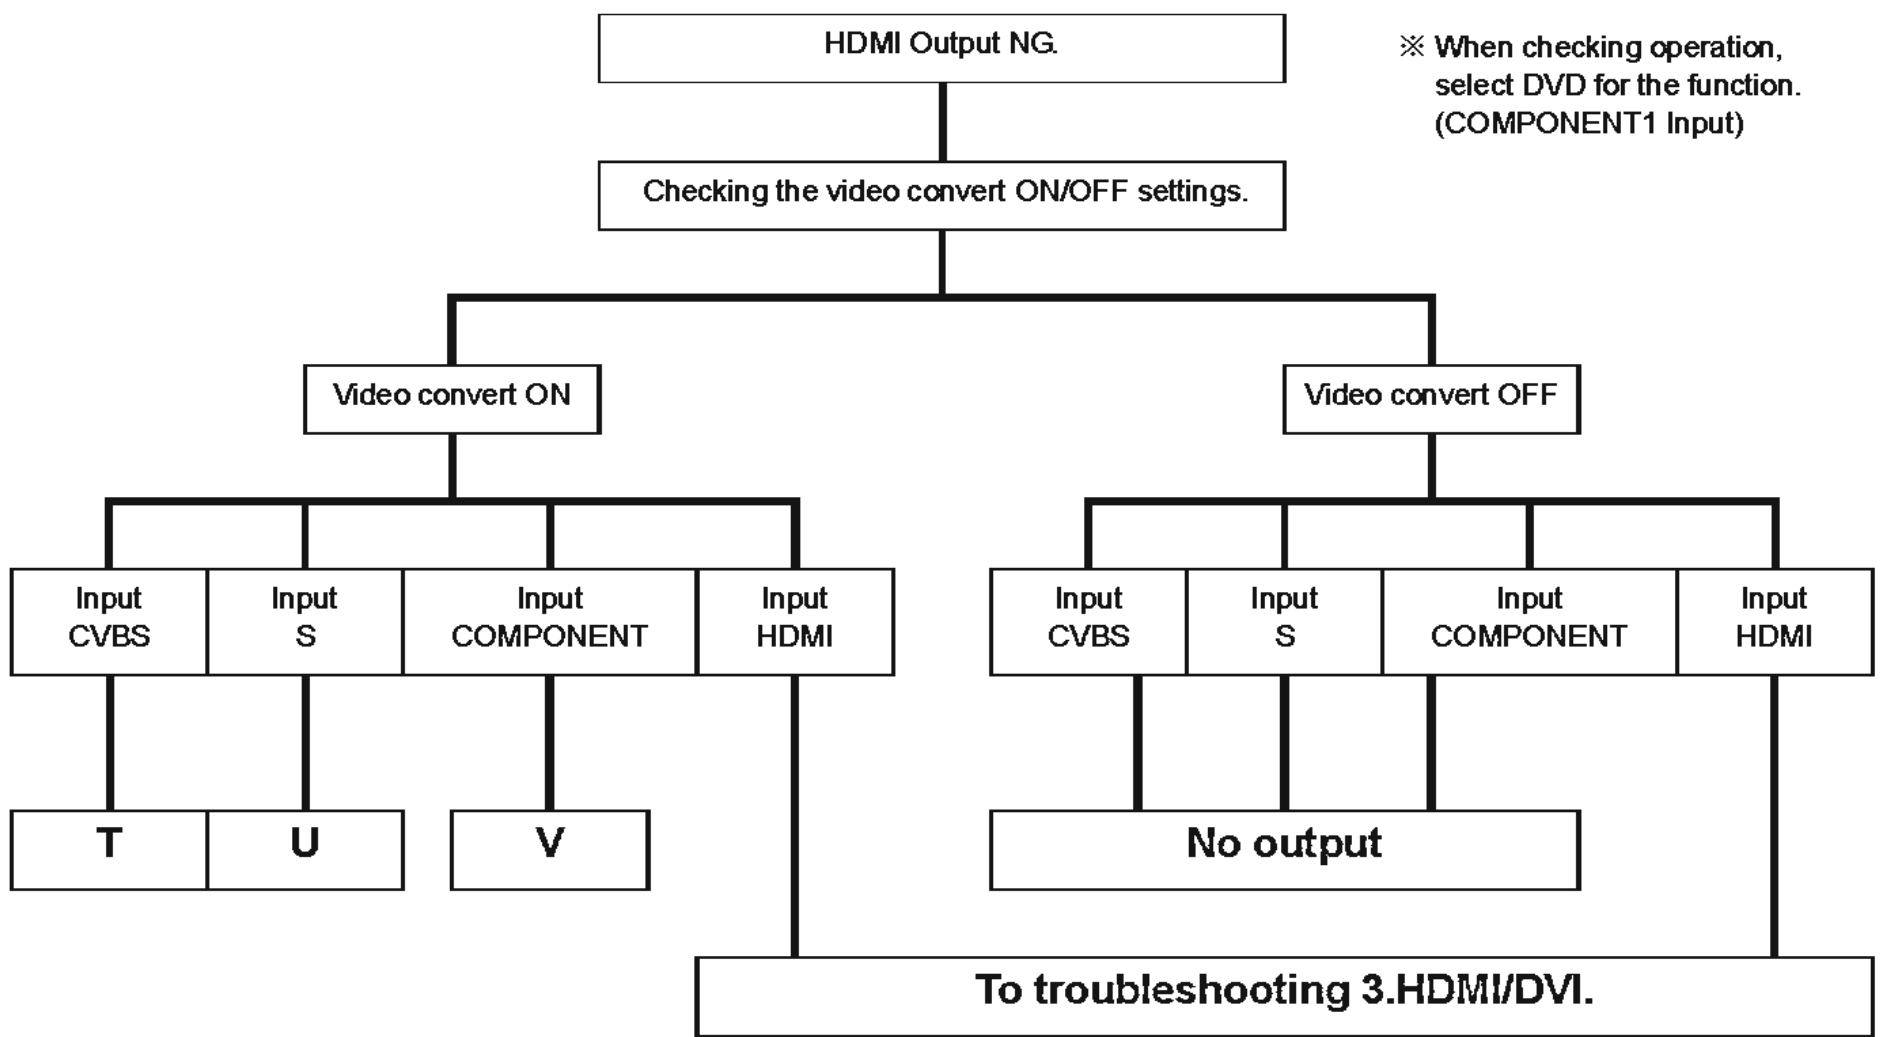 HDMI Output NG.
※ When checking operation,
select DVD for the function.
(COMPONENT1 Input)
Checking the video convert ON/OFF settings.
Video convert ON
Video convert OFF
Input
CVBS
Input
S
Input
COMPONENT
Input
HDMI
Input
CVBS
Input
S
Input
COMPONENT
Input
HDMI
T
U
V
No output
To troubleshooting 3.HDMI/DVI.